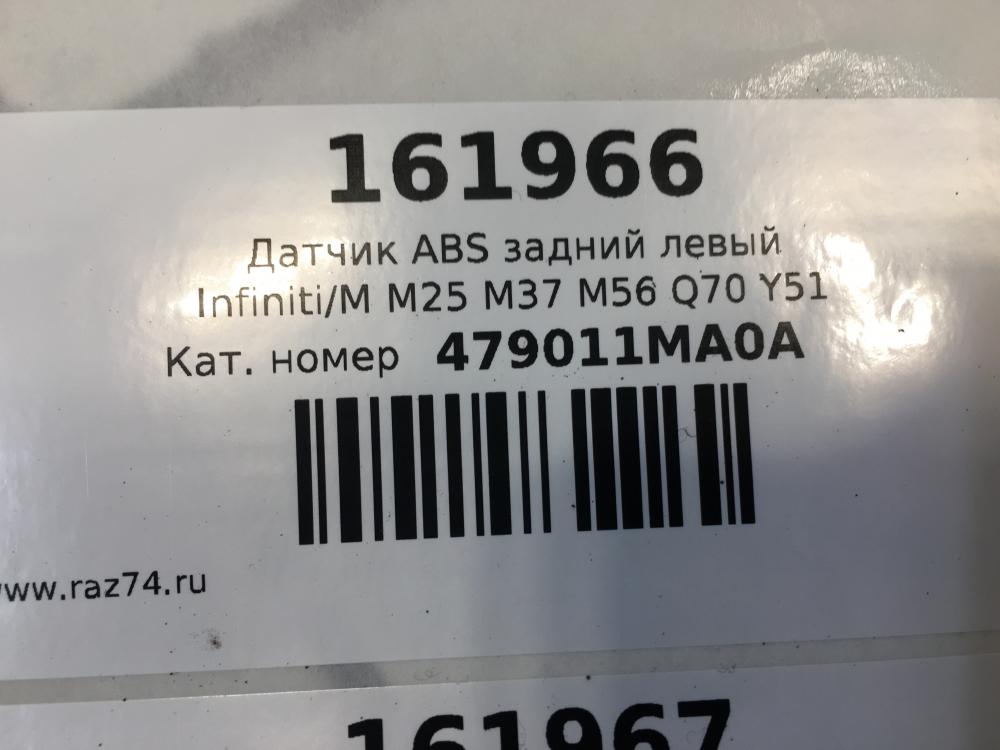 161966
Датчик ABS задний левый
Infiniti/M M25 M37 M56 Q70 Y51
Кат. номер 479011MA0A
www.raz74.ru
161967